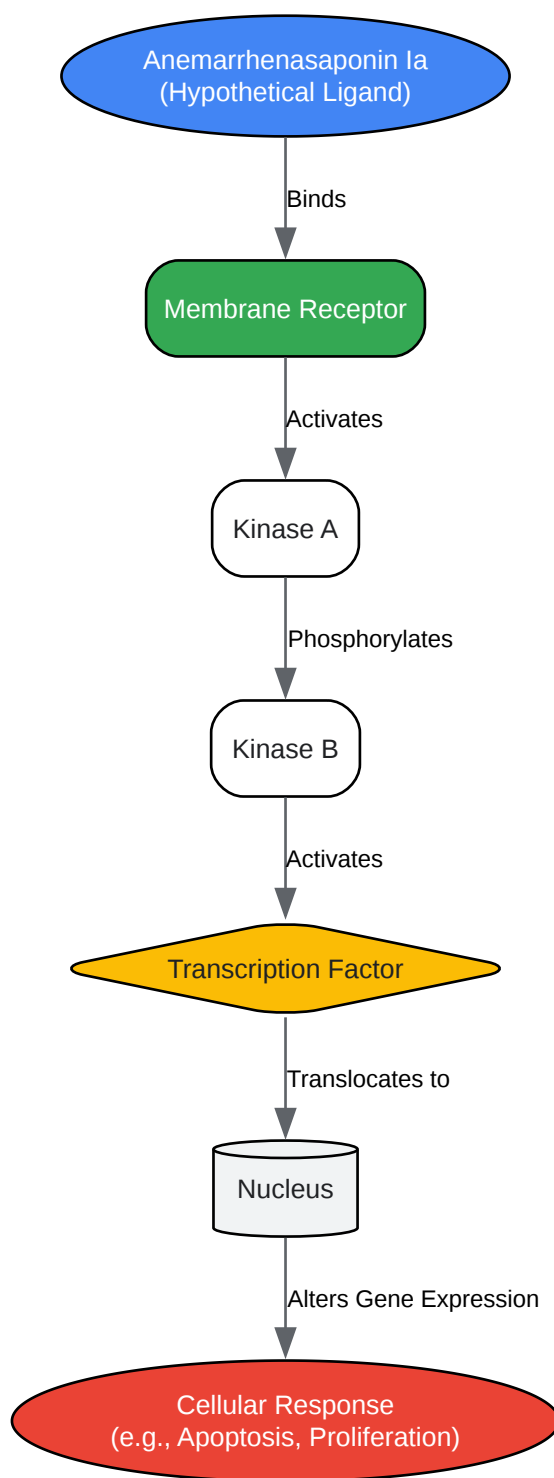 Anemarrhenasaponin Ia
(Hypothetical Ligand)
Binds
Membrane Receptor
Activates
Kinase A
Phosphorylates
Kinase B
Activates
Transcription Factor
Translocates to
Nucleus
Alters Gene Expression
Cellular Response
(e.g., Apoptosis, Proliferation)